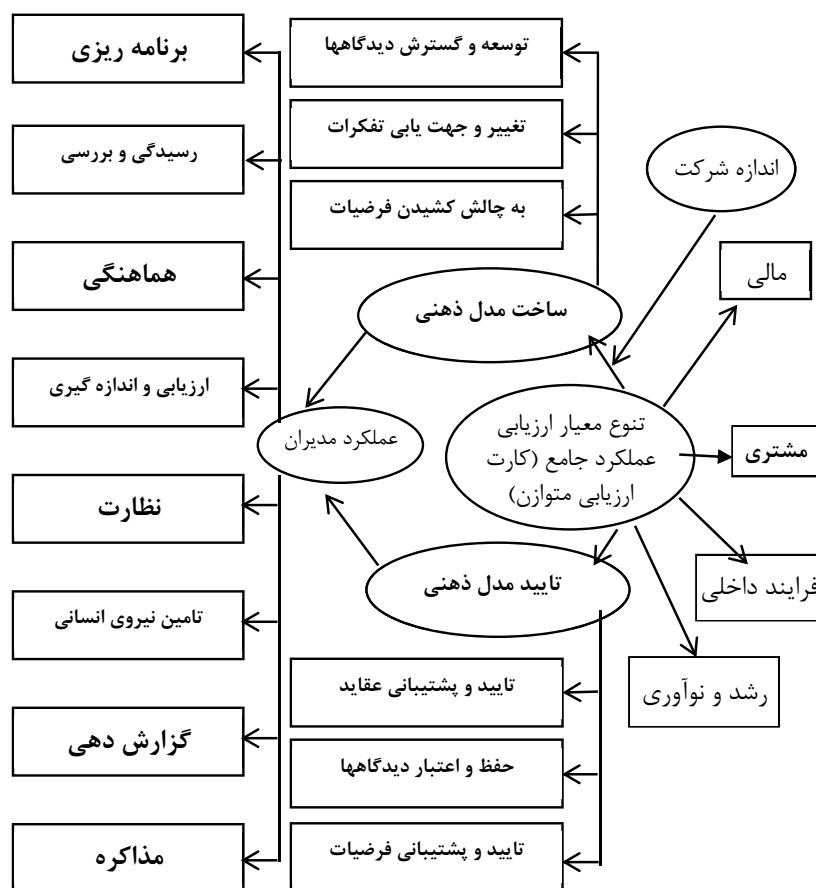 توسعه و گسترش دیدگاهها
تغییر و جهت یابی تفکرات
به چالش کشیدن فرضیات
اندازه شرکت
مالی
مشتری
فرایند داخلی
رشد و نوآوری
ساخت مدل ذهنی
تنوع معیار ارزیابی
عملکرد جامع (کارت
ارزیابی متوازن)
تایید مدل ذهنی
عملکرد مدیران
تایید و پشتیبانی عقاید
حفظ و اعتبار دیدگاهها
تایید و پشتیبانی فرضیات
برنامه ریزی
رسیدگی و بررسی
هماهنگی
ارزیابی و اندازه گیری
نظارت
تامین نیروی انسانی
گزارش دهی
مذاکره